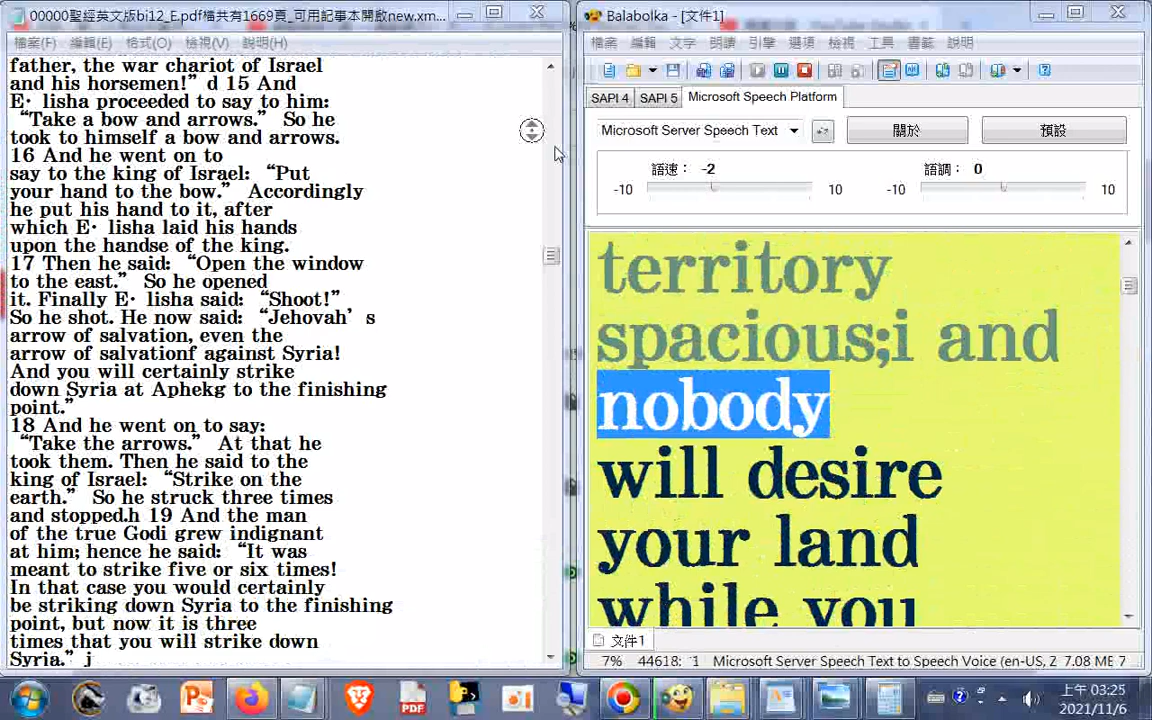 00000聖經英文版bi12_E.pdf檔共有1669頁_可用記事本開啟new.xm...
檔案(F) 編輯(E) 格式(O) 檢視(V) 說明(H)
father, the war chariot of Israel
and his horsemen!” d 15 And
E· lisha proceeded to say to him:
“Take a bow and arrows.” So he
took to himself a bow and arrows.
16 And he went on to
say to the king of Israel: “Put
your hand to the bow.” Accordingly
he put his hand to it, after
which E· lisha laid his hands
upon the handse of the king.
17 Then he said: “Open the window
to the east.” So he opened
it. Finally E· lisha said: “Shoot!”
So he shot. He now said: “Jehovah’ s
arrow of salvation, even the
arrow of salvationf against Syria!
And you will certainly strike
down Syria at Aphekg to the finishing
point.”
18 And he went on to say:
“Take the arrows.” At that he
took them. Then he said to the
king of Israel: “Strike on the
earth.” So he struck three times
and stopped.h 19 And the man
of the true Godi grew indignant
at him; hence he said: “It was
meant to strike five or six times!
In that case you would certainly
be striking down Syria to the finishing
point, but now it is three
times that you will strike down
Syria.” j
Balabolka - [文件1]
檔案 編輯 文字 朗讀 引擎 選項 檢視 工具 書籤 說明
SAPI 4 SAPI 5 Microsoft Speech Platform
Microsoft Server Speech Text 關於 預設
語速: -2 語調: 0
-10 10 -10 10
territory
spacious;i and
nobody
will desire
your land
while you
文件1
7% 44618: 1 Microsoft Server Speech Text to Speech Voice (en-US, 2 7.08 MB 7
PDF
上午 03:25
2021/11/6